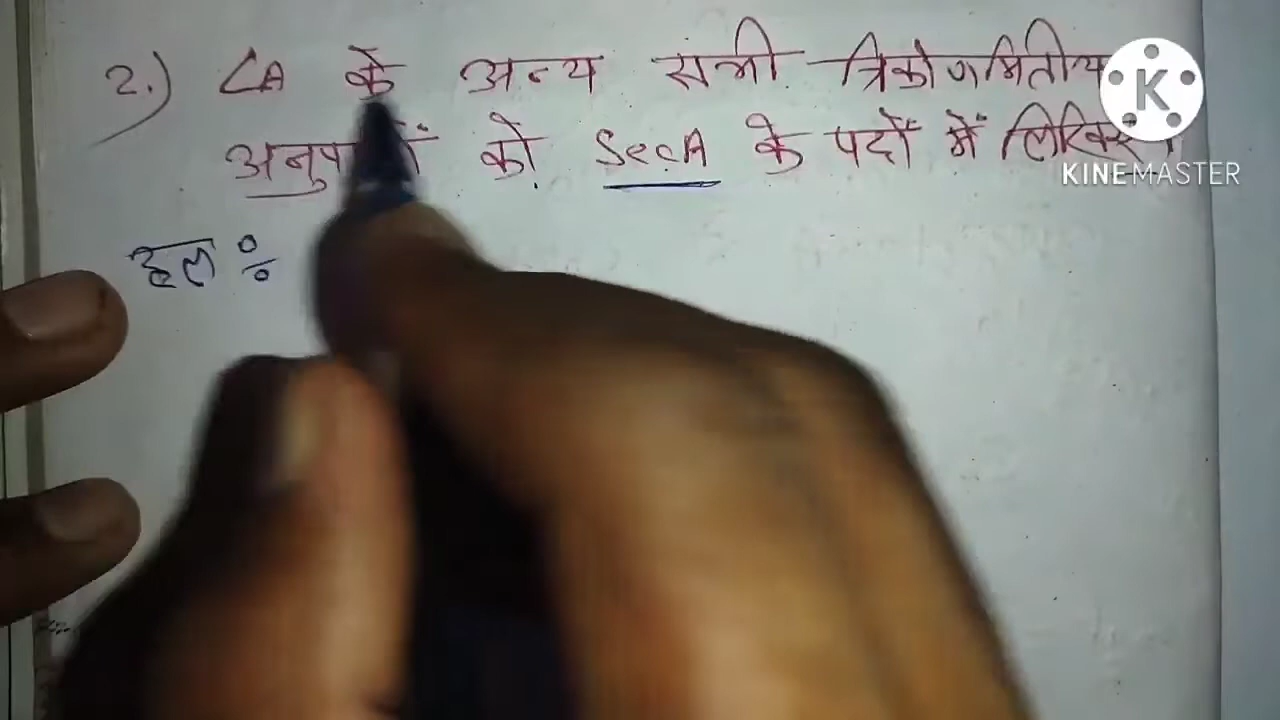 2.) ∠A के अन्य सभी त्रिकोणमितीय
को SecA के पदों में लिखिए
हल :-
K
KINEMASTER